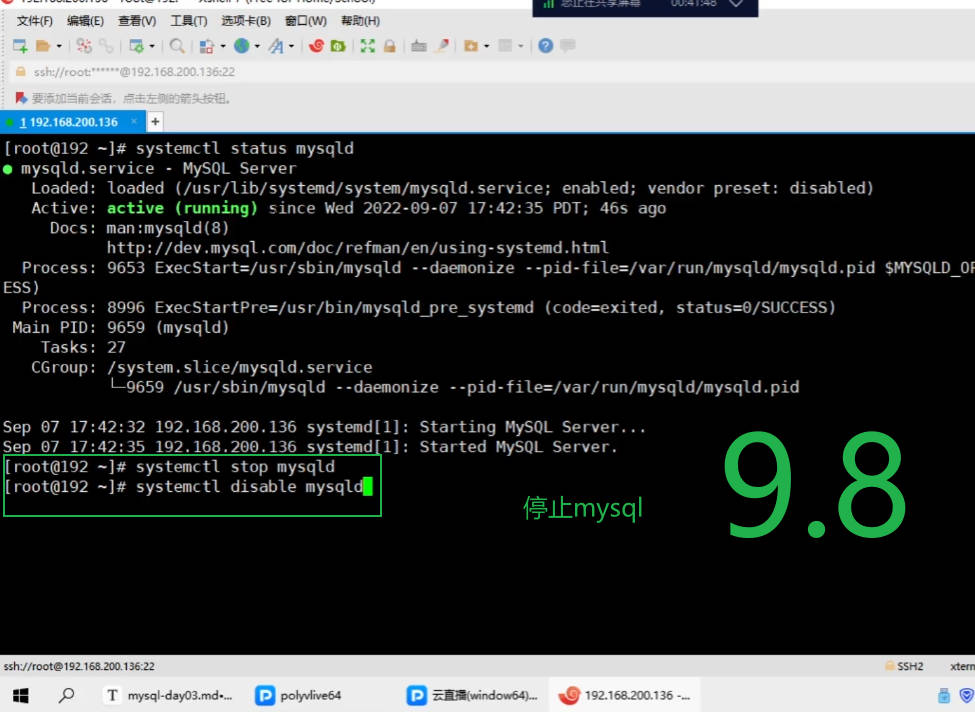 文件(F) 编辑(E) 查看(V) 工具(T) 选项卡(B) 窗口(W) 帮助(H)
您正在共享屏幕 00:41:48
ssh://root:******@192.168.200.136:22
要添加当前会话，点击左侧的箭头按钮。
1 192.168.200.136 × +
[root@192 ~]# systemctl status mysqld
● mysqld.service - MySQL Server
Loaded: loaded (/usr/lib/systemd/system/mysqld.service; enabled; vendor preset: disabled)
Active: active (running) since Wed 2022-09-07 17:42:35 PDT; 46s ago
Docs: man:mysqld(8)
http://dev.mysql.com/doc/refman/en/using-systemd.html
Process: 9653 ExecStart=/usr/sbin/mysqld --daemonize --pid-file=/var/run/mysqld/mysqld.pid $MYSQLD_OP
ESS)
Process: 8996 ExecStartPre=/usr/bin/mysqld_pre_systemd (code=exited, status=0/SUCCESS)
Main PID: 9659 (mysqld)
Tasks: 27
CGroup: /system.slice/mysqld.service
└─9659 /usr/sbin/mysqld --daemonize --pid-file=/var/run/mysqld/mysqld.pid
Sep 07 17:42:32 192.168.200.136 systemd[1]: Starting MySQL Server...
Sep 07 17:42:35 192.168.200.136 systemd[1]: Started MySQL Server.
[root@192 ~]# systemctl stop mysqld
[root@192 ~]# systemctl disable mysqld
停止mysql
9.8
ssh://root@192.168.200.136:22 SSH2 xterm
mysql-day03.md•... polyvlive64 云直播(window64)... 192.168.200.136 -...